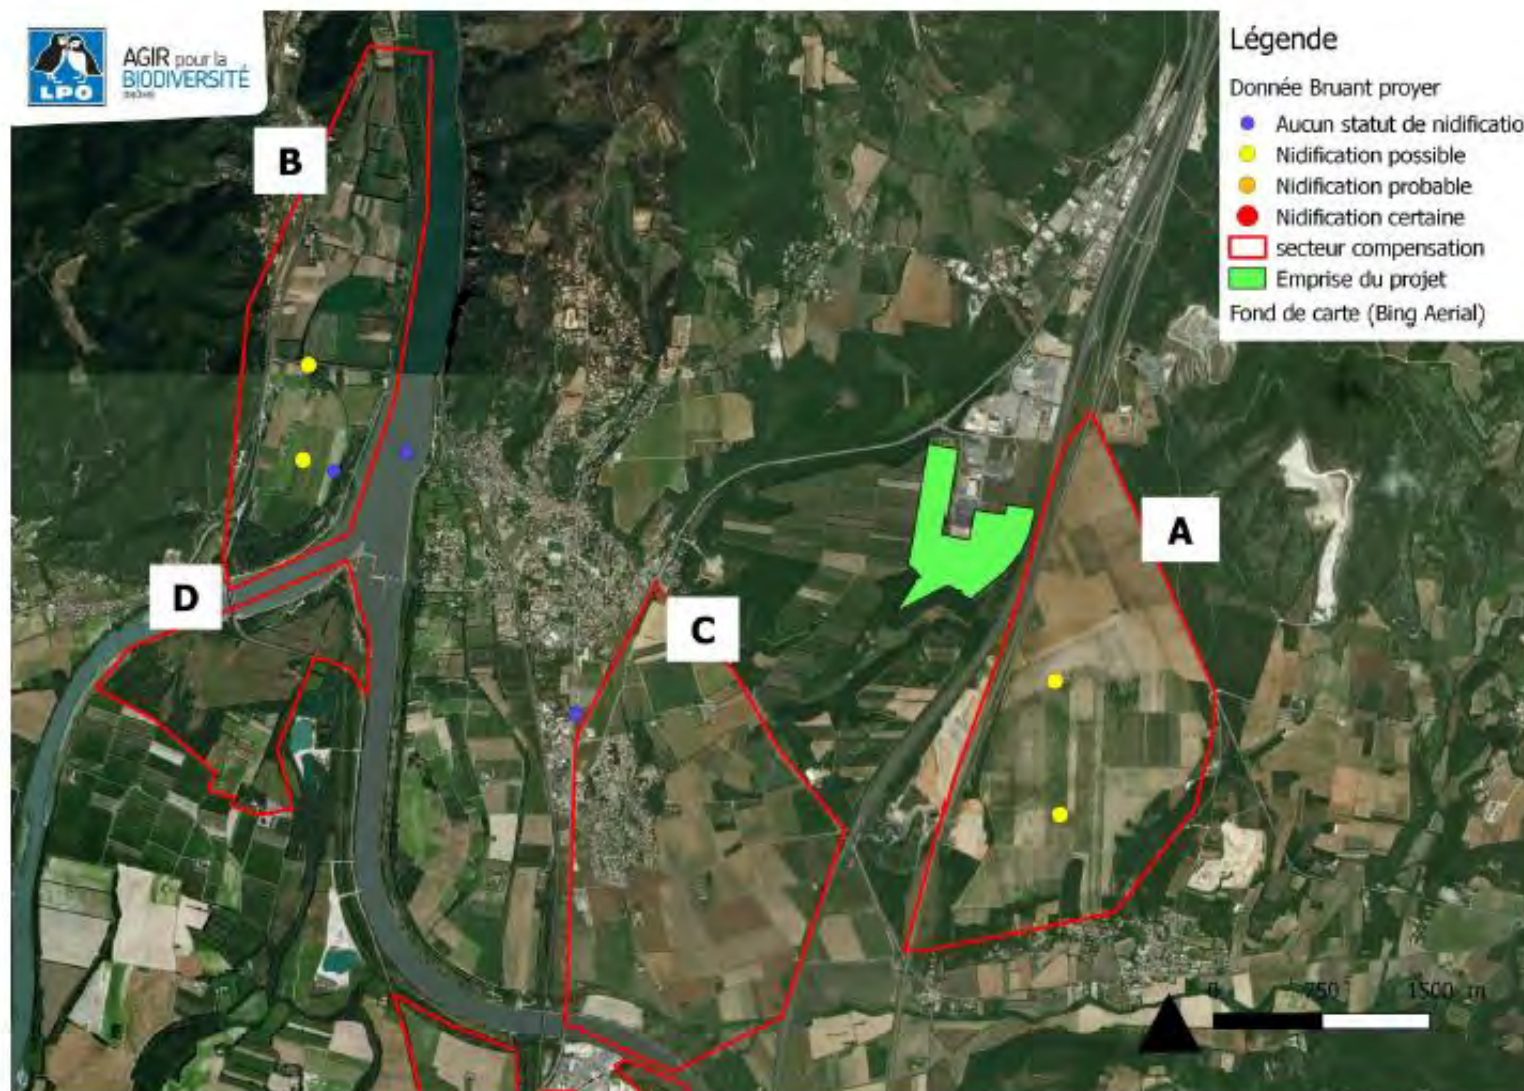 LPO
AGIR pour la
BIODIVERSITÉ
DRÔME
B
D
C
A
Légende
Donnée Bruant proyer
Aucun statut de nidificatio
Nidification possible
Nidification probable
Nidification certaine
secteur compensation
Emprise du projet
Fond de carte (Bing Aerial)
0 750 1500 m